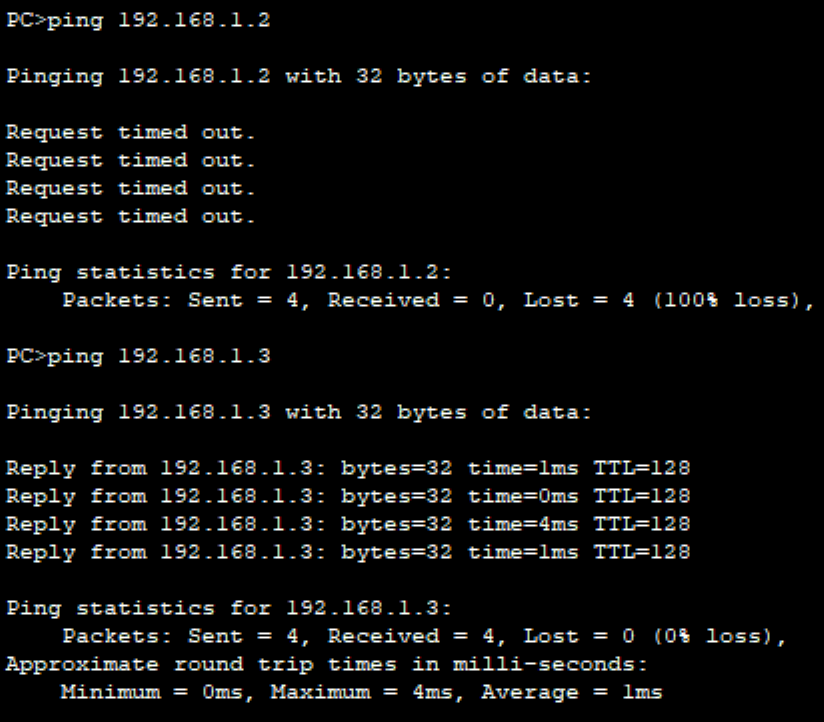 PC>ping 192.168.1.2
Pinging 192.168.1.2 with 32 bytes of data:
Request timed out.
Request timed out.
Request timed out.
Request timed out.
Ping statistics for 192.168.1.2:
Packets: Sent = 4, Received = 0, Lost = 4 (100% loss),
PC>ping 192.168.1.3
Pinging 192.168.1.3 with 32 bytes of data:
Reply from 192.168.1.3: bytes=32 time=1ms TTL=128
Reply from 192.168.1.3: bytes=32 time=0ms TTL=128
Reply from 192.168.1.3: bytes=32 time=4ms TTL=128
Reply from 192.168.1.3: bytes=32 time=1ms TTL=128
Ping statistics for 192.168.1.3:
Packets: Sent = 4, Received = 4, Lost = 0 (0% loss),
Approximate round trip times in milli-seconds:
Minimum = 0ms, Maximum = 4ms, Average = 1ms